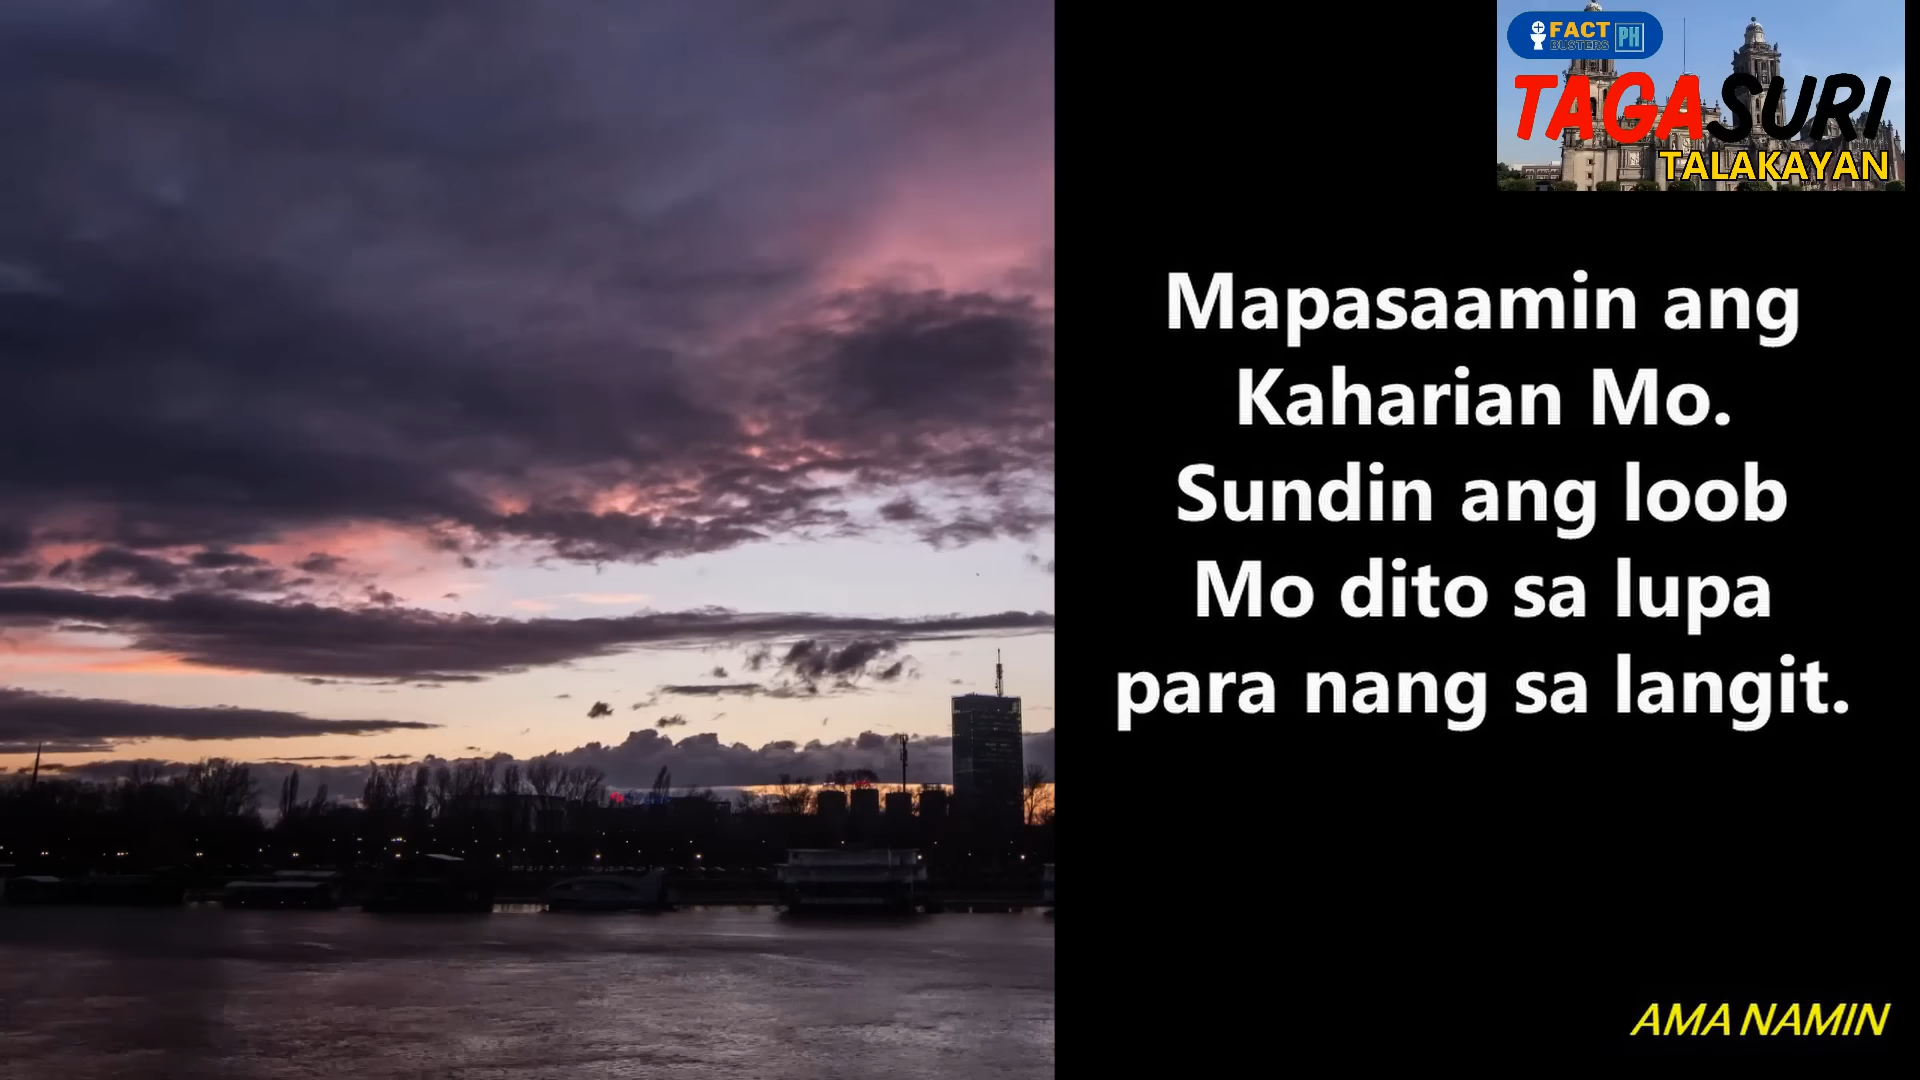 FACT
BUSTERS
PH
TAGASURI
TALAKAYAN
Mapasaamin ang
Kaharian Mo.
Sundin ang loob
Mo dito sa lupa
para nang sa langit.
AMA NAMIN